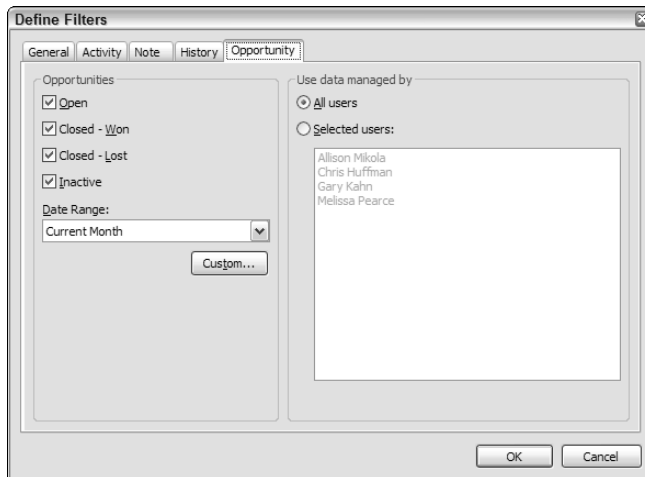 Define Filters
General Activity Note History Opportunity
Opportunities
Open
Closed - Won
Closed - Lost
Inactive
Date Range:
Current Month
Custom...
Use data managed by
All users
Selected users:
Allison Mikola
Chris Huffman
Gary Kahn
Melissa Pearce
OK Cancel